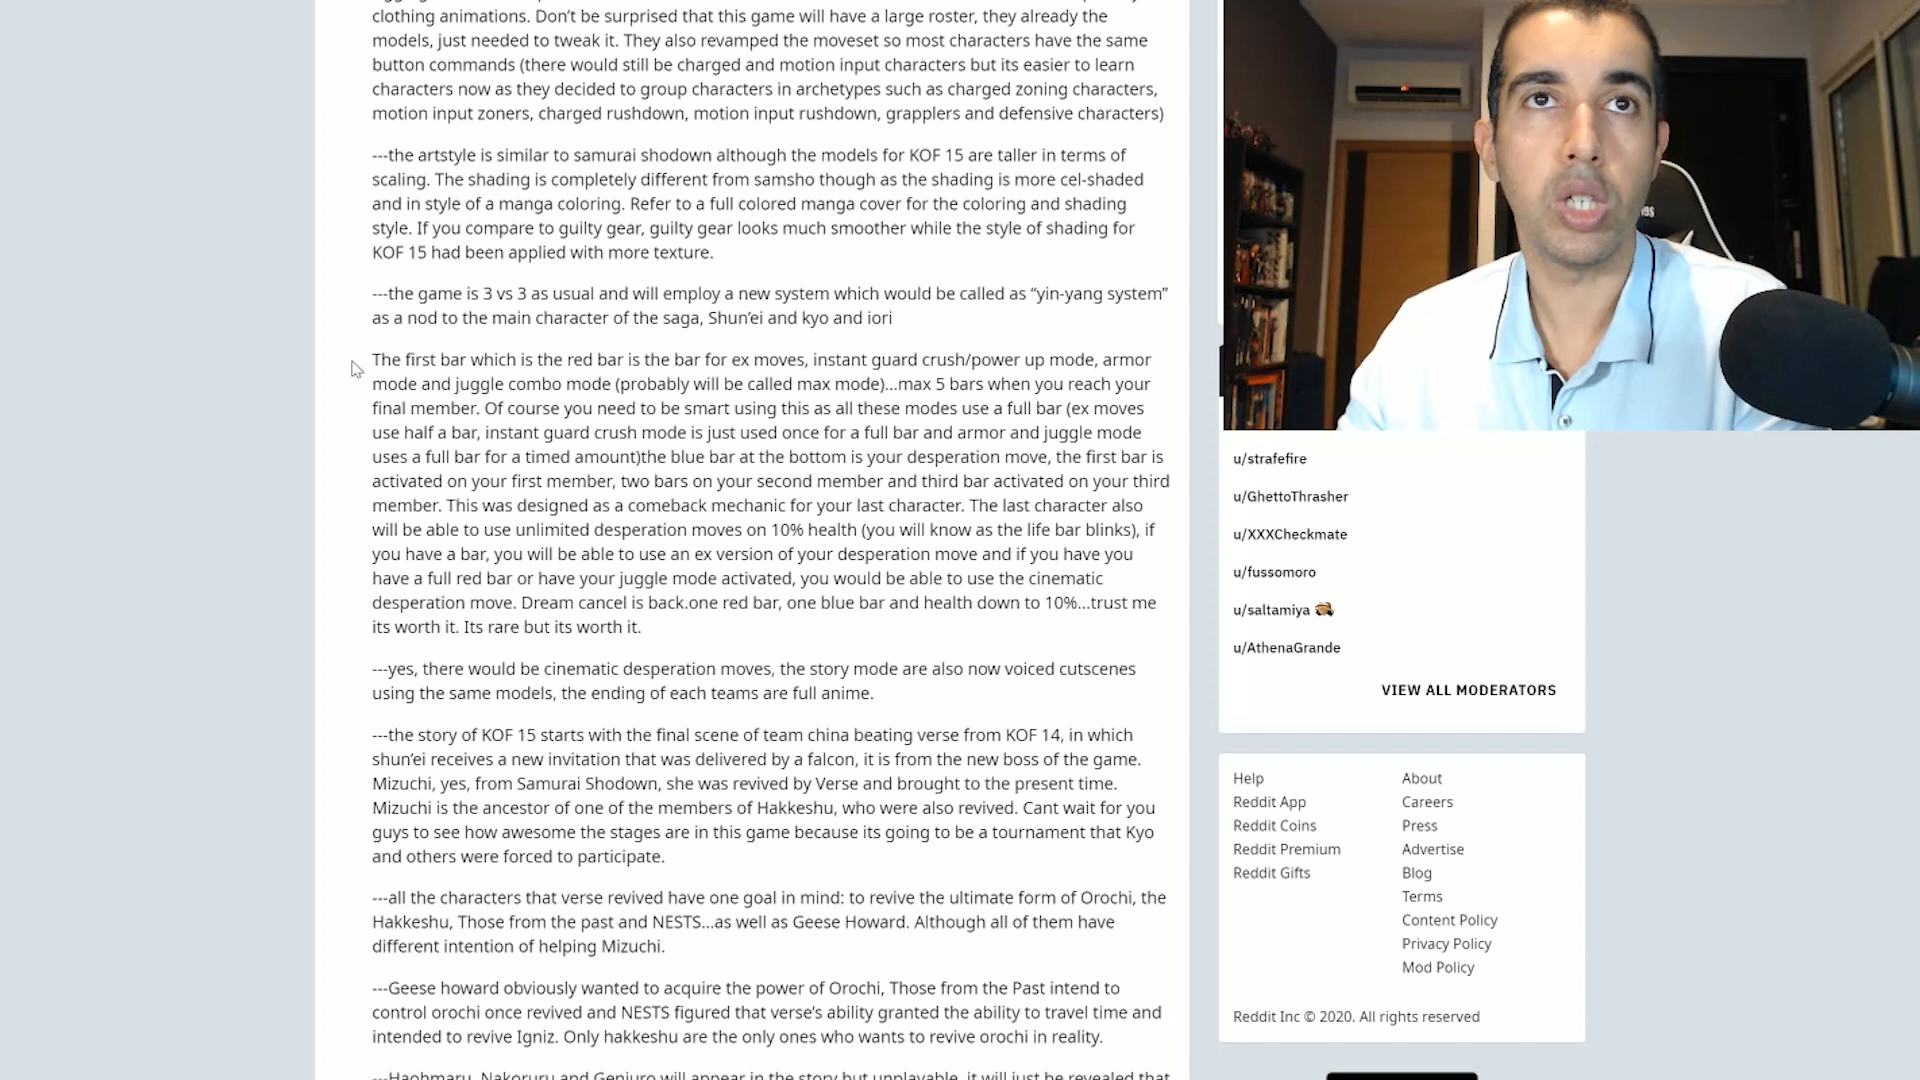 clothing animations. Don’t be surprised that this game will have a large roster, they already the
models, just needed to tweak it. They also revamped the moveset so most characters have the same
button commands (there would still be charged and motion input characters but its easier to learn
characters now as they decided to group characters in archetypes such as charged zoning characters,
motion input zoners, charged rushdown, motion input rushdown, grapplers and defensive characters)
---the artstyle is similar to samurai shodown although the models for KOF 15 are taller in terms of
scaling. The shading is completely different from samsho though as the shading is more cel-shaded
and in style of a manga coloring. Refer to a full colored manga cover for the coloring and shading
style. If you compare to guilty gear, guilty gear looks much smoother while the style of shading for
KOF 15 had been applied with more texture.
---the game is 3 vs 3 as usual and will employ a new system which would be called as “yin-yang system”
as a nod to the main character of the saga, Shun’ei and kyo and iori
The first bar which is the red bar is the bar for ex moves, instant guard crush/power up mode, armor
mode and juggle combo mode (probably will be called max mode)...max 5 bars when you reach your
final member. Of course you need to be smart using this as all these modes use a full bar (ex moves
use half a bar, instant guard crush mode is just used once for a full bar and armor and juggle mode
uses a full bar for a timed amount)the blue bar at the bottom is your desperation move, the first bar is
activated on your first member, two bars on your second member and third bar activated on your third
member. This was designed as a comeback mechanic for your last character. The last character also
will be able to use unlimited desperation moves on 10% health (you will know as the life bar blinks), if
you have a bar, you will be able to use an ex version of your desperation move and if you have you
have a full red bar or have your juggle mode activated, you would be able to use the cinematic
desperation move. Dream cancel is back.one red bar, one blue bar and health down to 10%...trust me
its worth it. Its rare but its worth it.
---yes, there would be cinematic desperation moves, the story mode are also now voiced cutscenes
using the same models, the ending of each teams are full anime.
---the story of KOF 15 starts with the final scene of team china beating verse from KOF 14, in which
shun’ei receives a new invitation that was delivered by a falcon, it is from the new boss of the game.
Mizuchi, yes, from Samurai Shodown, she was revived by Verse and brought to the present time.
Mizuchi is the ancestor of one of the members of Hakkeshu, who were also revived. Cant wait for you
guys to see how awesome the stages are in this game because its going to be a tournament that Kyo
and others were forced to participate.
---all the characters that verse revived have one goal in mind: to revive the ultimate form of Orochi, the
Hakkeshu, Those from the past and NESTS...as well as Geese Howard. Although all of them have
different intention of helping Mizuchi.
---Geese howard obviously wanted to acquire the power of Orochi, Those from the Past intend to
control orochi once revived and NESTS figured that verse’s ability granted the ability to travel time and
intended to revive Igniz. Only hakkeshu are the only ones who wants to revive orochi in reality.
---Haohmaru, Nakoruru and Genjuro will appear in the story but unplayable, it will just be revealed that
u/strafefire
u/GhettoThrasher
u/XXXCheckmate
u/fussomoro
u/saltamiya
u/AthenaGrande
VIEW ALL MODERATORS
Help
Reddit App
Reddit Coins
Reddit Premium
Reddit Gifts
About
Careers
Press
Advertise
Blog
Terms
Content Policy
Privacy Policy
Mod Policy
Reddit Inc © 2020. All rights reserved